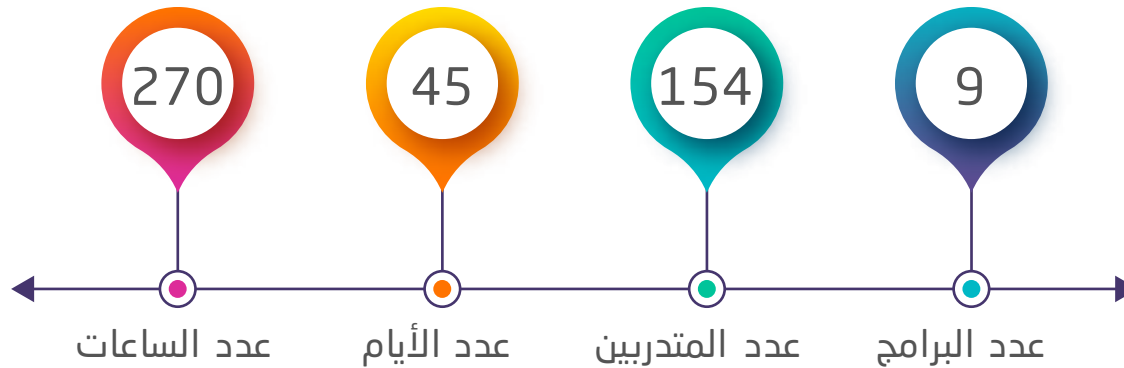 9
154
45
270
عدد البرامج
عدد المتدربين
عدد الأيام
عدد الساعات